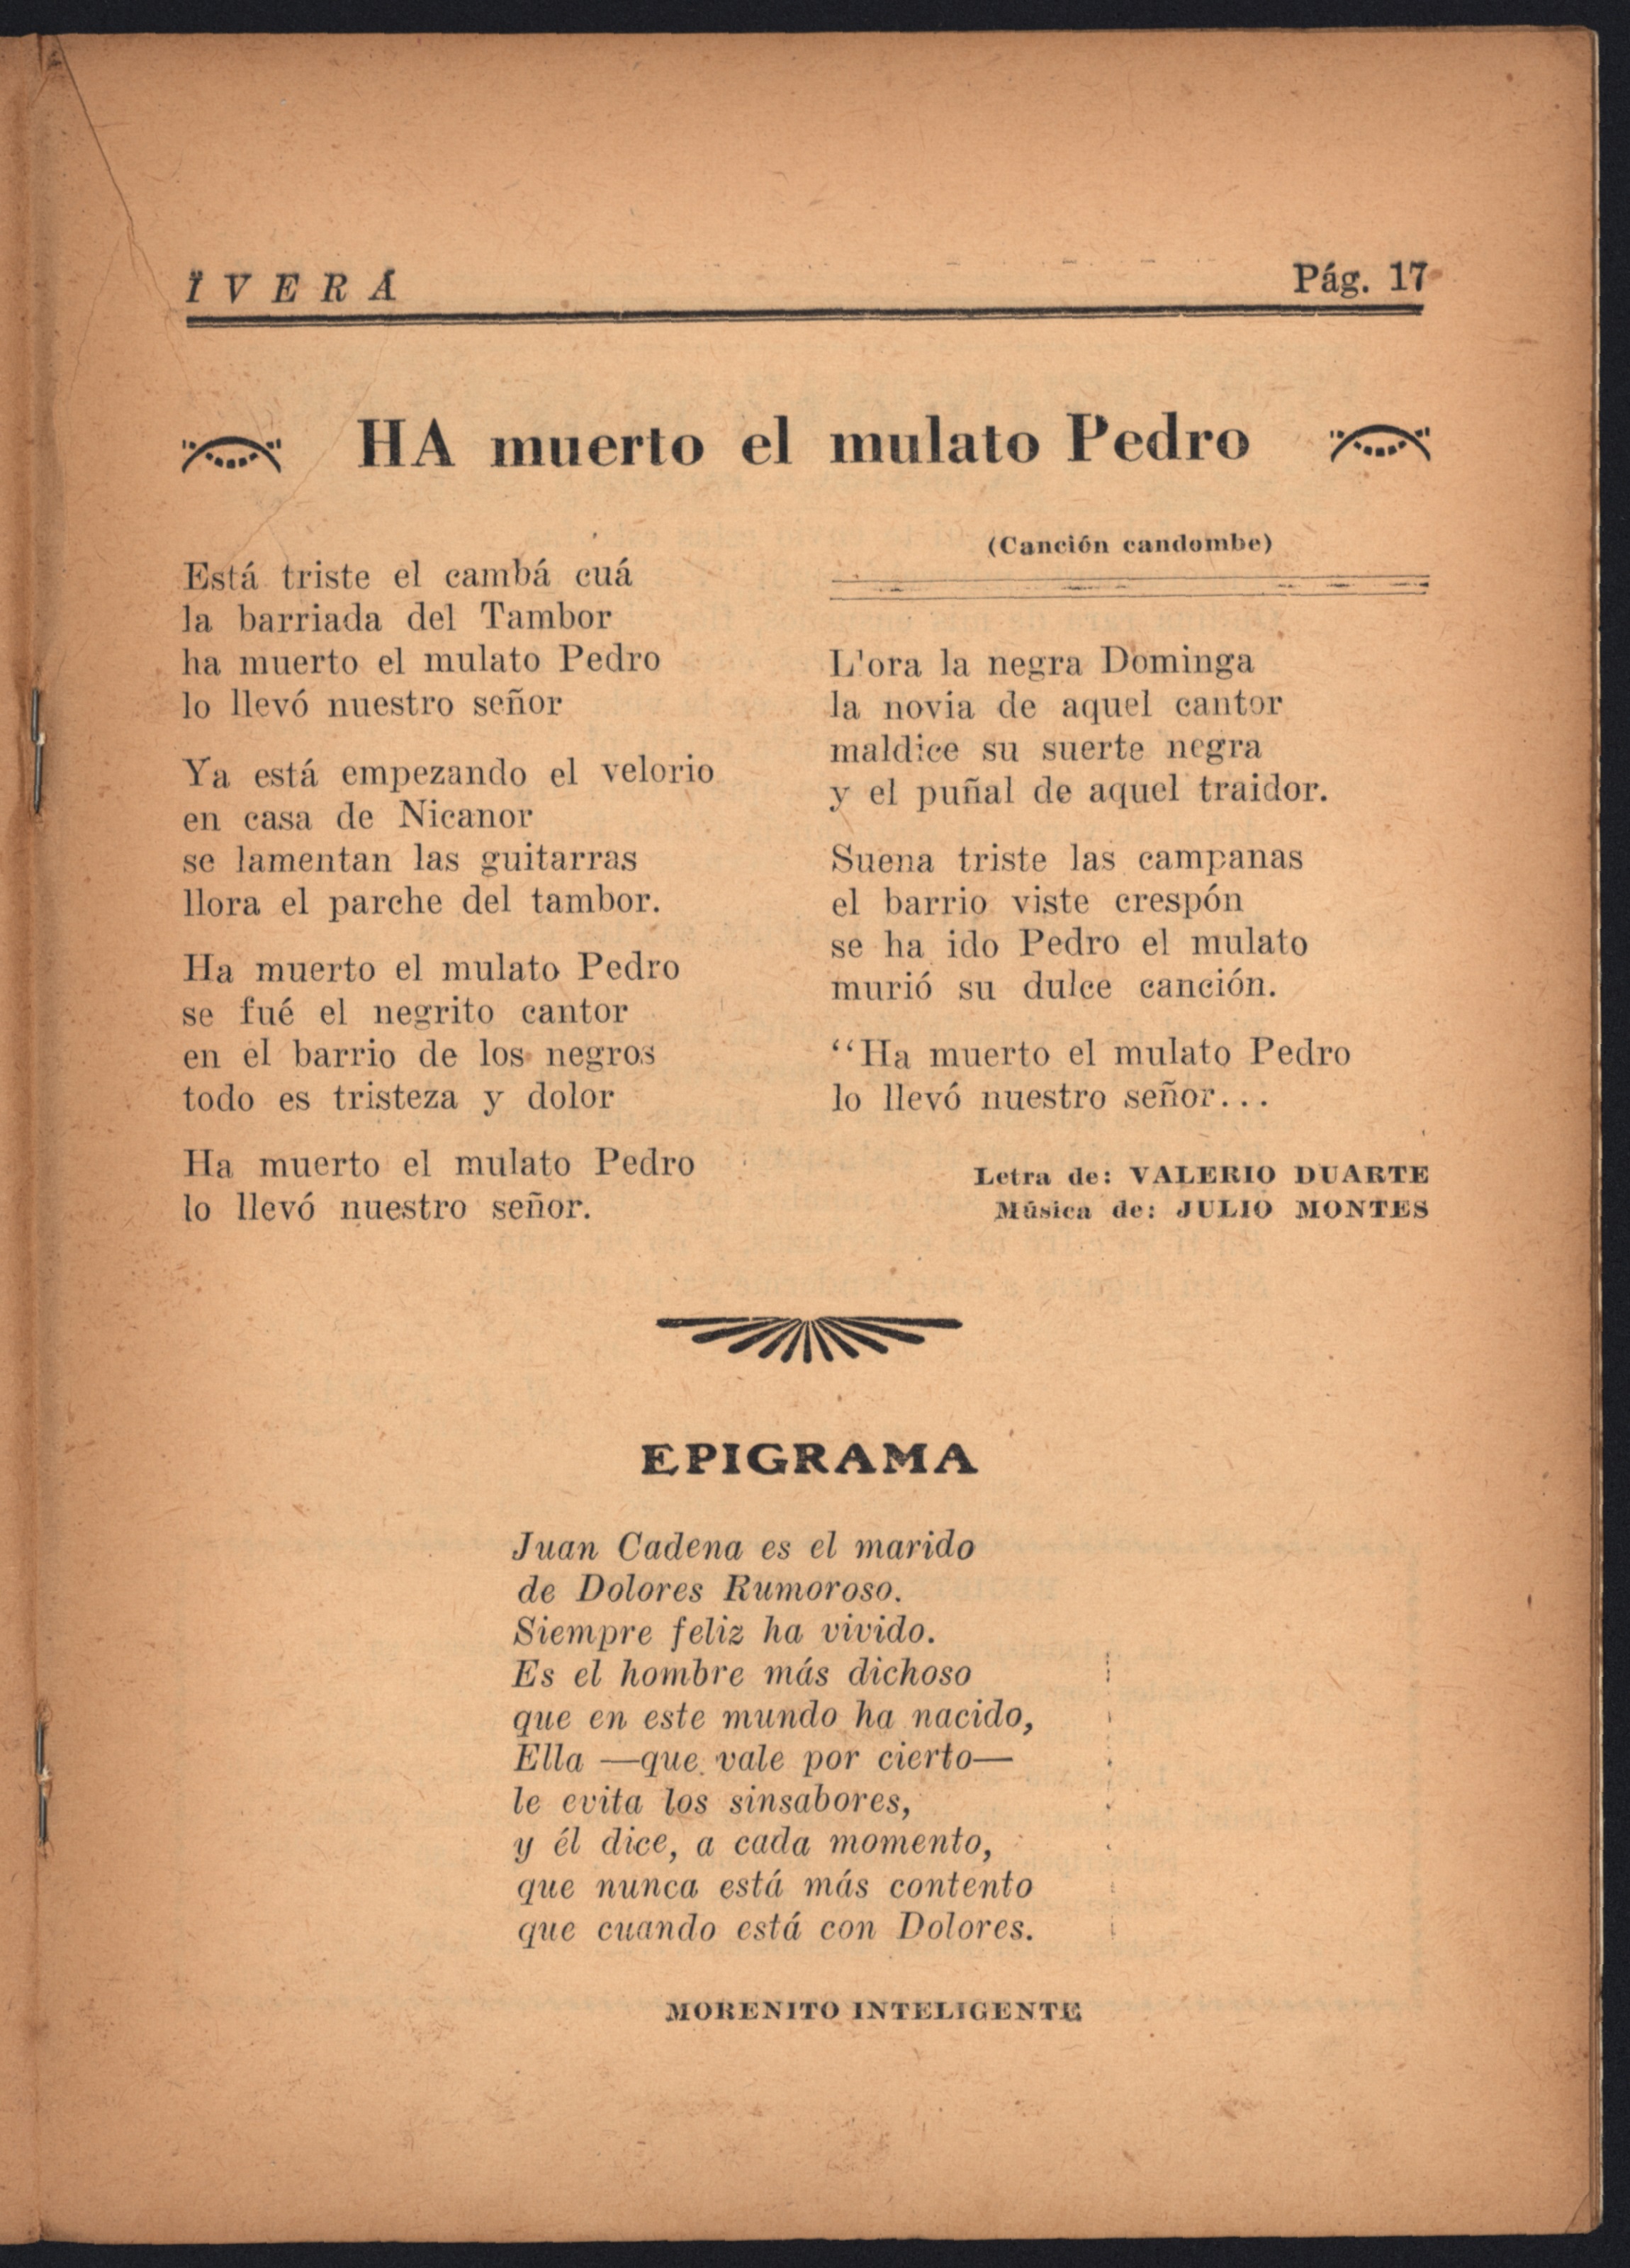 ÏVERÁ
Pág. 17
HA muerto el mulato Pedro
(Canción candombe)
Está triste el cambá cuá
la barriada del Tambor
ha muerto el mulato Pedro
lo llevó nuestro señor
Ya está empezando el velorio
en casa de Nicanor
se lamentan las guitarras
llora el parche del tambor.
Ha muerto el mulato Pedro
se fué el negrito cantor
en el barrio de los negros
todo es tristeza y dolor
Ha muerto el mulato Pedro
lo llevó nuestro señor.
L'ora la negra Dominga
la novia de aquel cantor
maldice su suerte negra
y el puñal de aquel traidor.
Suena triste las campanas
el barrio viste crespón
se ha ido Pedro el mulato
murió su dulce canción.
“Ha muerto el mulato Pedro
lo llevó nuestro señor...
Letra de: VALERIO DUARTE
Música de: JULIO MONTES
EPIGRAMA
Juan Cadena es el marido
de Dolores Rumoroso.
Siempre feliz ha vivido.
Es el hombre más dichoso
que en este mundo ha nacido,
Ella —que vale por cierto—
le evita los sinsabores,
y él dice, a cada momento,
que nunca está más contento
que cuando está con Dolores.
MORENITO INTELIGENTE